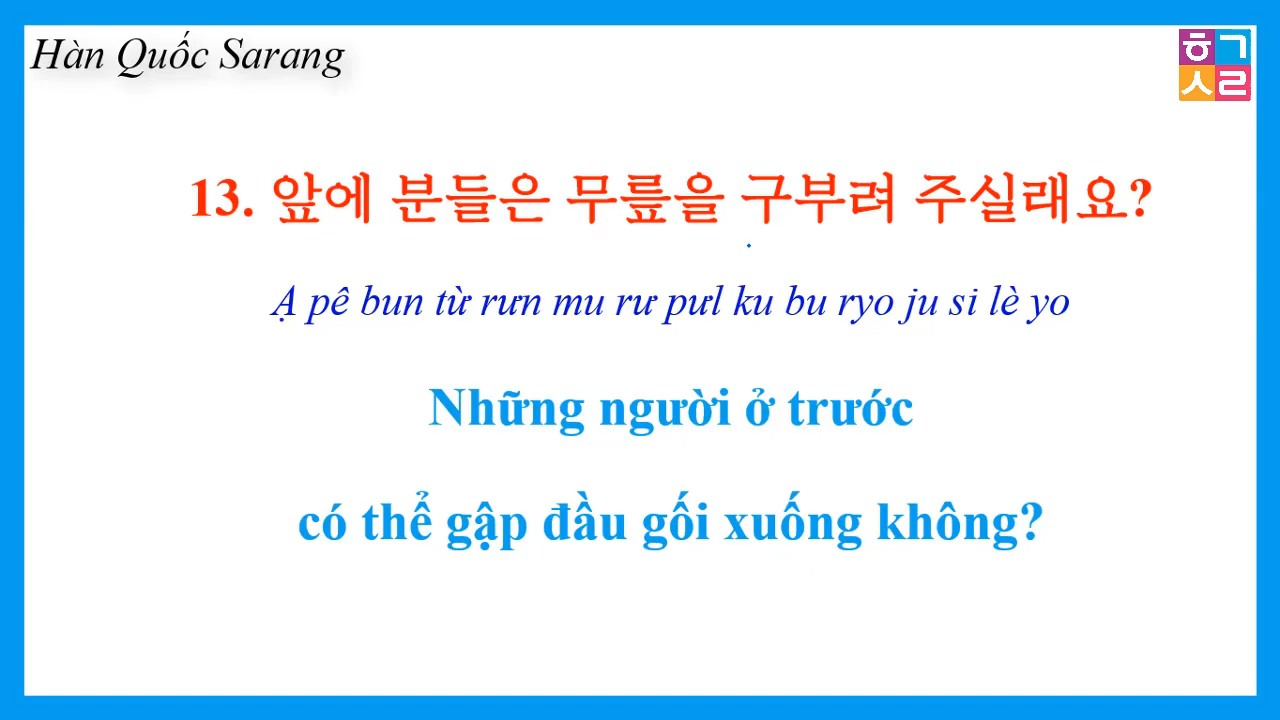 Hàn Quốc Sarang
ㅎㄱ
ㅅㄹ
13. 앞에 분들은 무릎을 구부려 주실래요?
Ạ pê bun từ rưn mu rư pưl ku bu ryo ju si lè yo
Những người ở trước
có thể gập đầu gối xuống không?